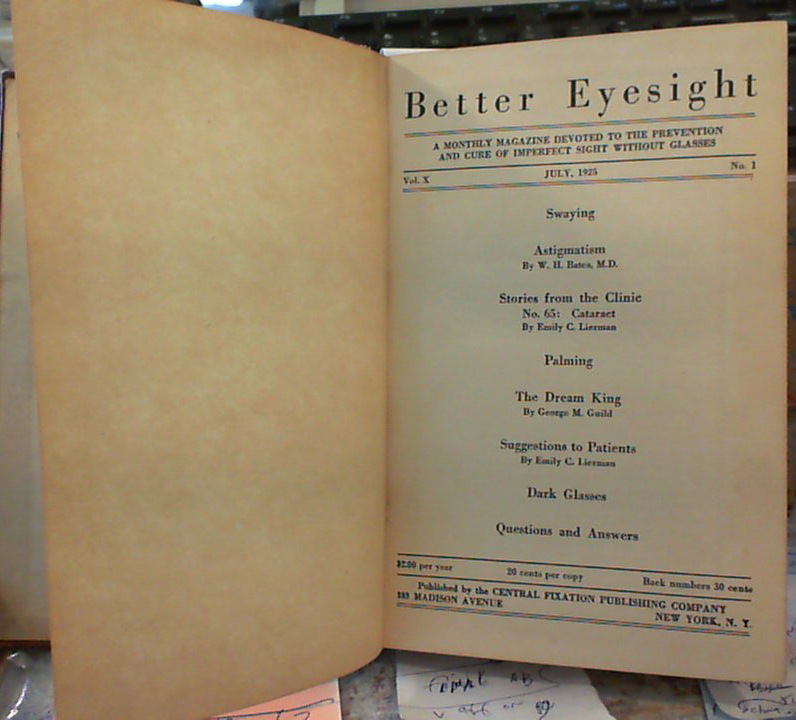 Better Eyesight
A MONTHLY MAGAZINE DEVOTED TO THE PREVENTION
AND CURE OF IMPERFECT SIGHT WITHOUT GLASSES
Vol. X JULY, 1925 No. 1
Swaying
Astigmatism
By W. H. Bates, M.D.
Stories from the Clinic
No. 65: Cataract
By Emily C. Lierman
Palming
The Dream King
By George M. Guild
Suggestions to Patients
By Emily C. Lierman
Dark Glasses
Questions and Answers
$2.00 per year 20 cents per copy Back numbers 30 cents
Published by the CENTRAL FIXATION PUBLISHING COMPANY
383 MADISON AVENUE NEW YORK, N. Y.